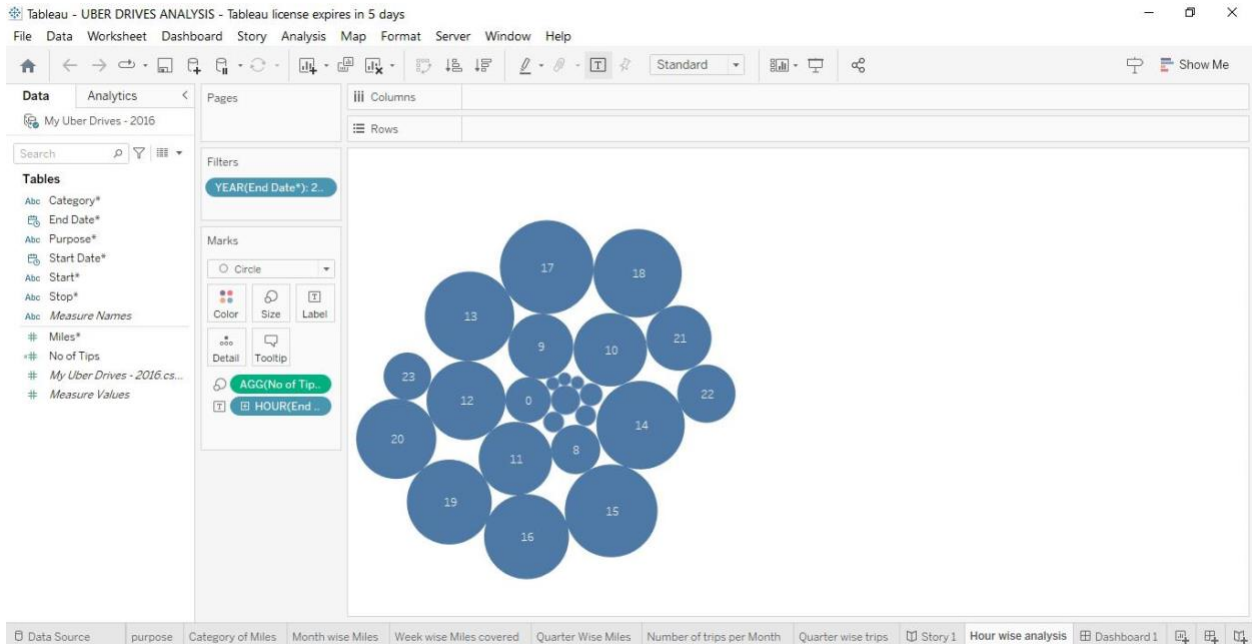 Tableau - UBER DRIVES ANALYSIS - Tableau license expires in 5 days
File Data Worksheet Dashboard Story Analysis Map Format Server Window Help
Standard
Show Me
Data Analytics
My Uber Drives - 2016
Search
Tables
Abc Category*
End Date*
Abc Purpose*
Start Date*
Abc Start*
Abc Stop*
Abc Measure Names
# Miles*
=# No of Tips
# My Uber Drives - 2016.cs...
# Measure Values
Pages
Filters
YEAR(End Date*): 2..
Marks
Circle
Color Size Label
Detail Tooltip
AGG(No of Tip..
HOUR(End ..
Columns
Rows
17
18
13
9
10
21
23
12
0
22
20
14
11
8
19
15
16
Data Source purpose Category of Miles Month wise Miles Week wise Miles covered Quarter Wise Miles Number of trips per Month Quarter wise trips Story 1 Hour wise analysis Dashboard 1